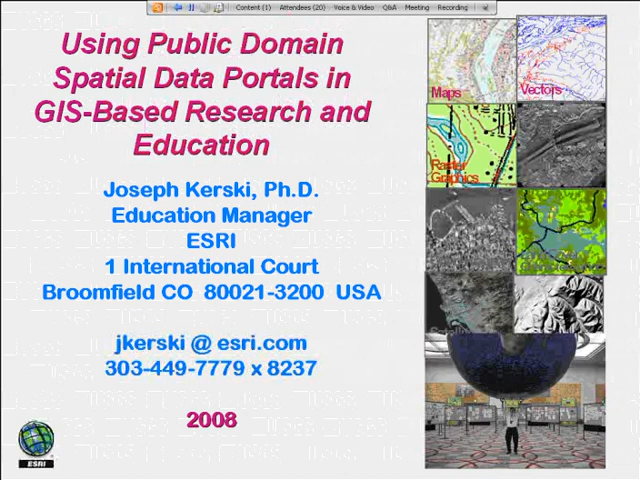 Content (1) Attendees (20) Voice & Video Q&A Meeting Recording
Using Public Domain
Spatial Data Portals in
GIS-Based Research and
Education
Joseph Kerski, Ph.D.
Education Manager
ESRI
1 International Court
Broomfield CO 80021-3200 USA
jkerski @ esri.com
303-449-7779 x 8237
2008
ESRI
Maps
Vectors
Raster
Graphics